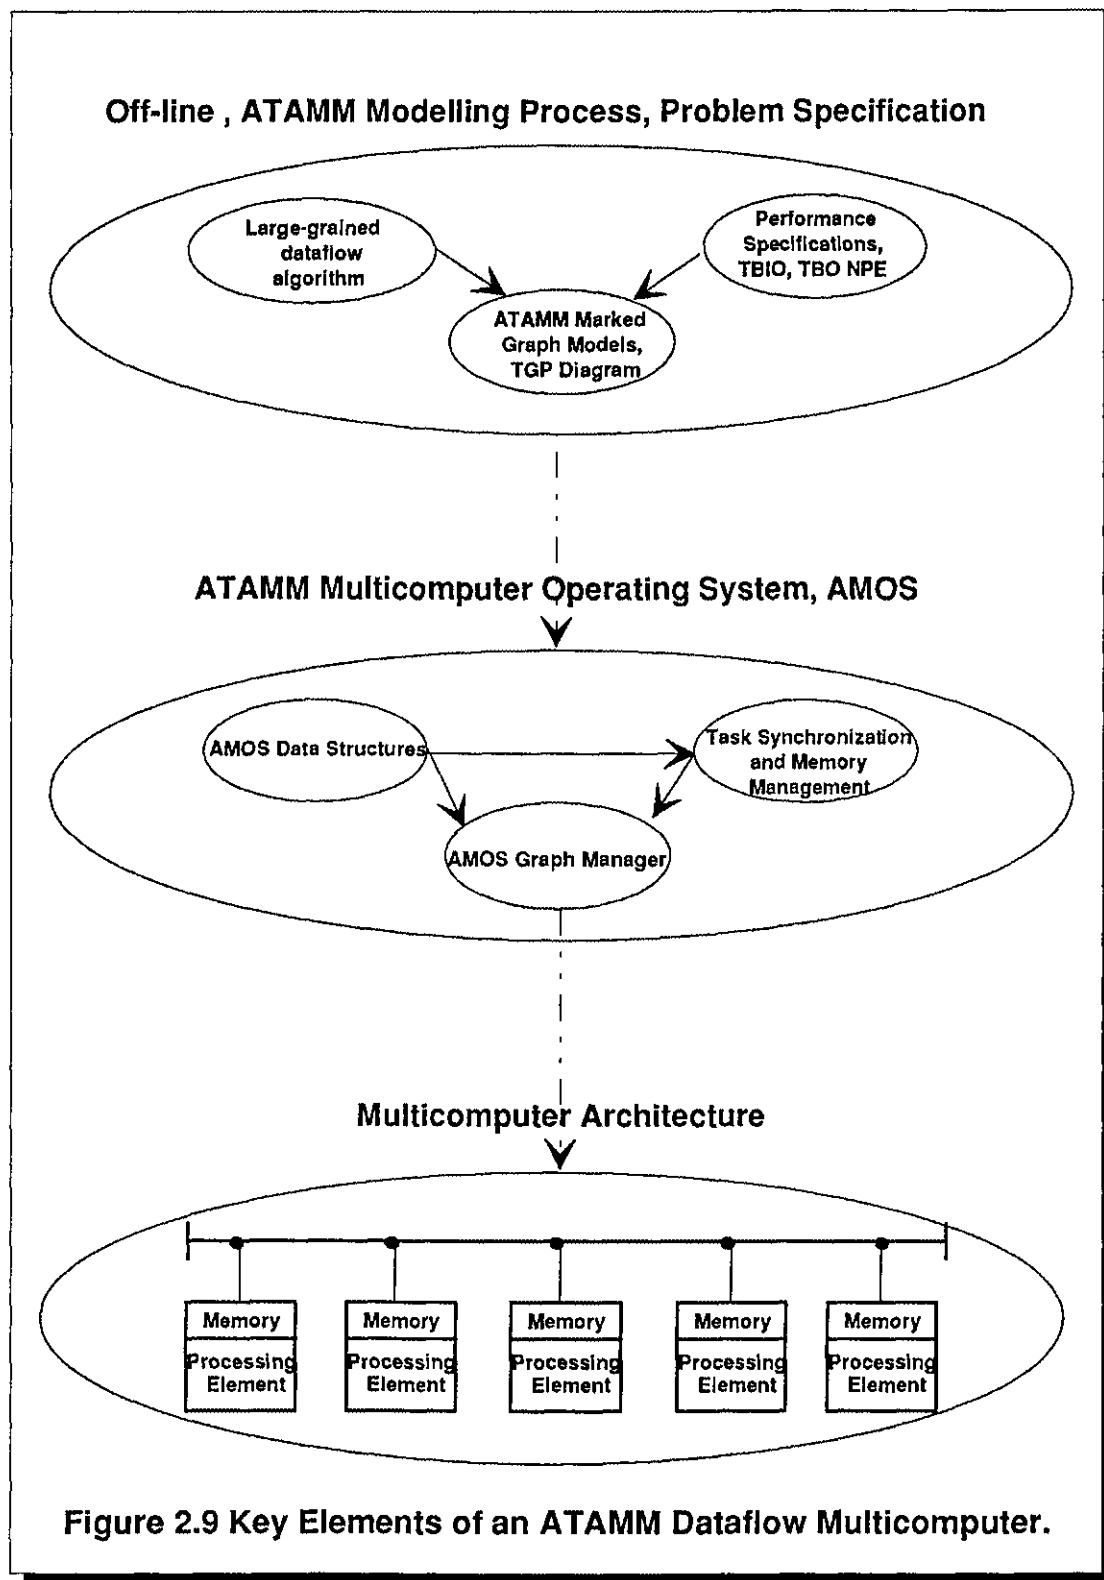 Off-line , ATAMM Modelling Process, Problem Specification
Large-grained
dataflow
algorithm
Performance
Specifications,
TBIO, TBO NPE
ATAMM Marked
Graph Models,
TGP Diagram
ATAMM Multicomputer Operating System, AMOS
AMOS Data Structures
Task Synchronization
and Memory
Management
AMOS Graph Manager
Multicomputer Architecture
Memory
Processing
Element
Memory
Processing
Element
Memory
Processing
Element
Memory
Processing
Element
Memory
Processing
Element
Figure 2.9 Key Elements of an ATAMM Dataflow Multicomputer.